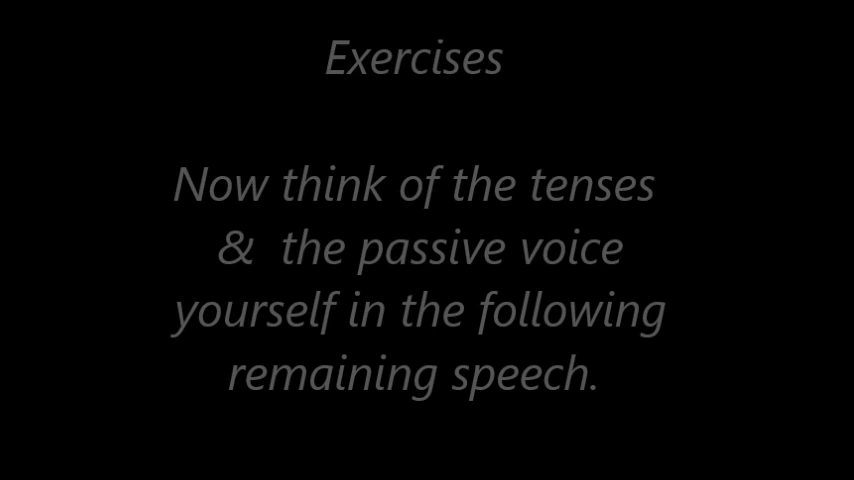 Exercises
Now think of the tenses
& the passive voice
yourself in the following
remaining speech.